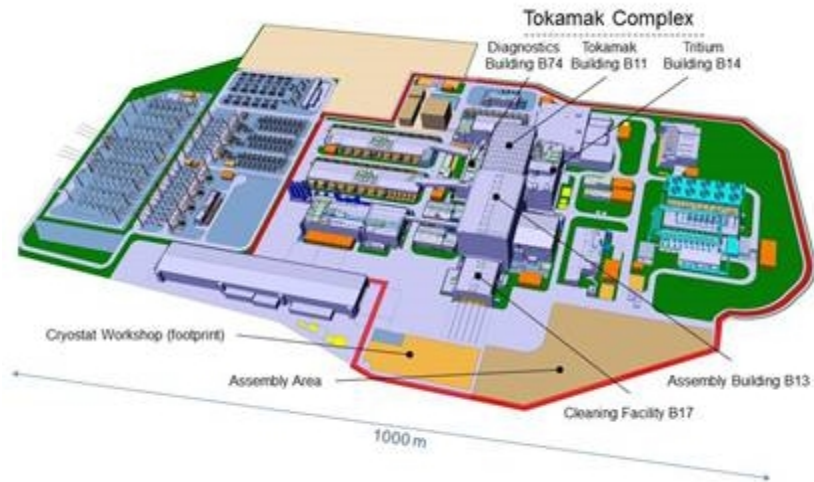 Tokamak Complex
Diagnostics
Building B74
Tokamak
Building B11
Tritium
Building B14
Cryostat Workshop (footprint)
Assembly Area
Assembly Building B13
Cleaning Facility B17
1000 m